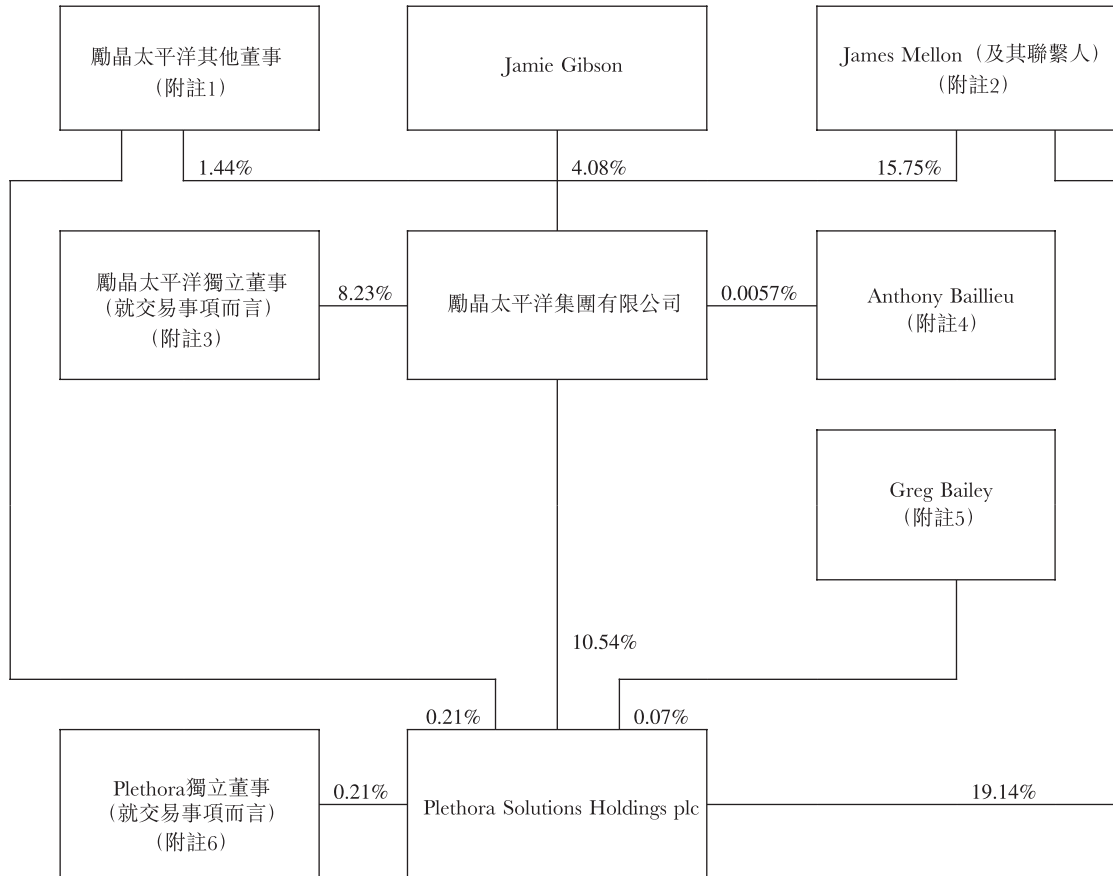 勵晶太平洋其他董事
(附註1)
Jamie Gibson
James Mellon（及其聯繫人）
(附註2)
1.44%
4.08%
15.75%
勵晶太平洋獨立董事
(就交易事項而言)
(附註3)
8.23%
勵晶太平洋集團有限公司
0.0057%
Anthony Baillieu
(附註4)
Greg Bailey
(附註5)
10.54%
0.21%
0.07%
Plethora獨立董事
(就交易事項而言)
(附註6)
0.21%
Plethora Solutions Holdings plc
19.14%